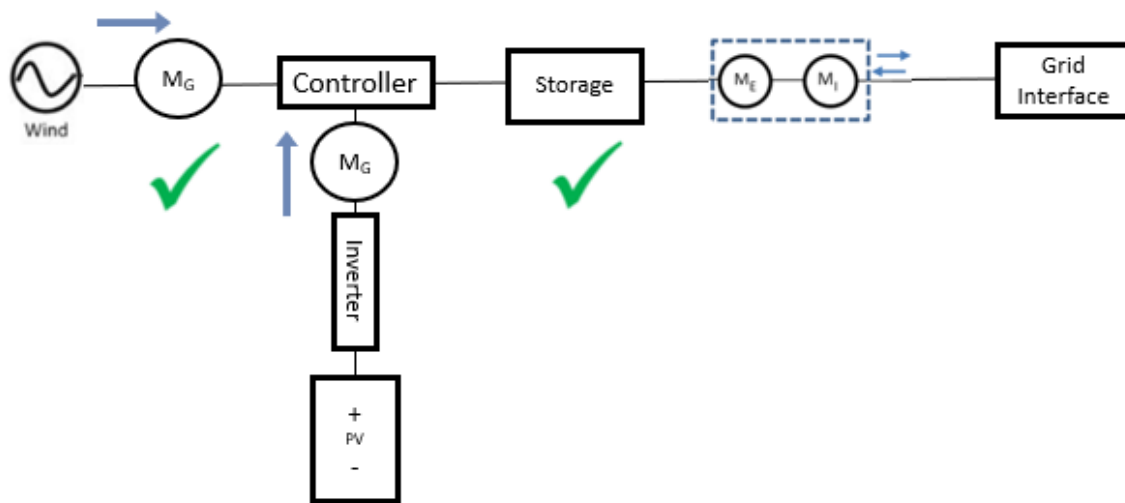 Wind
MG
Controller
Storage
ME
MI
Grid
Interface
MG
Inverter
+
PV
-